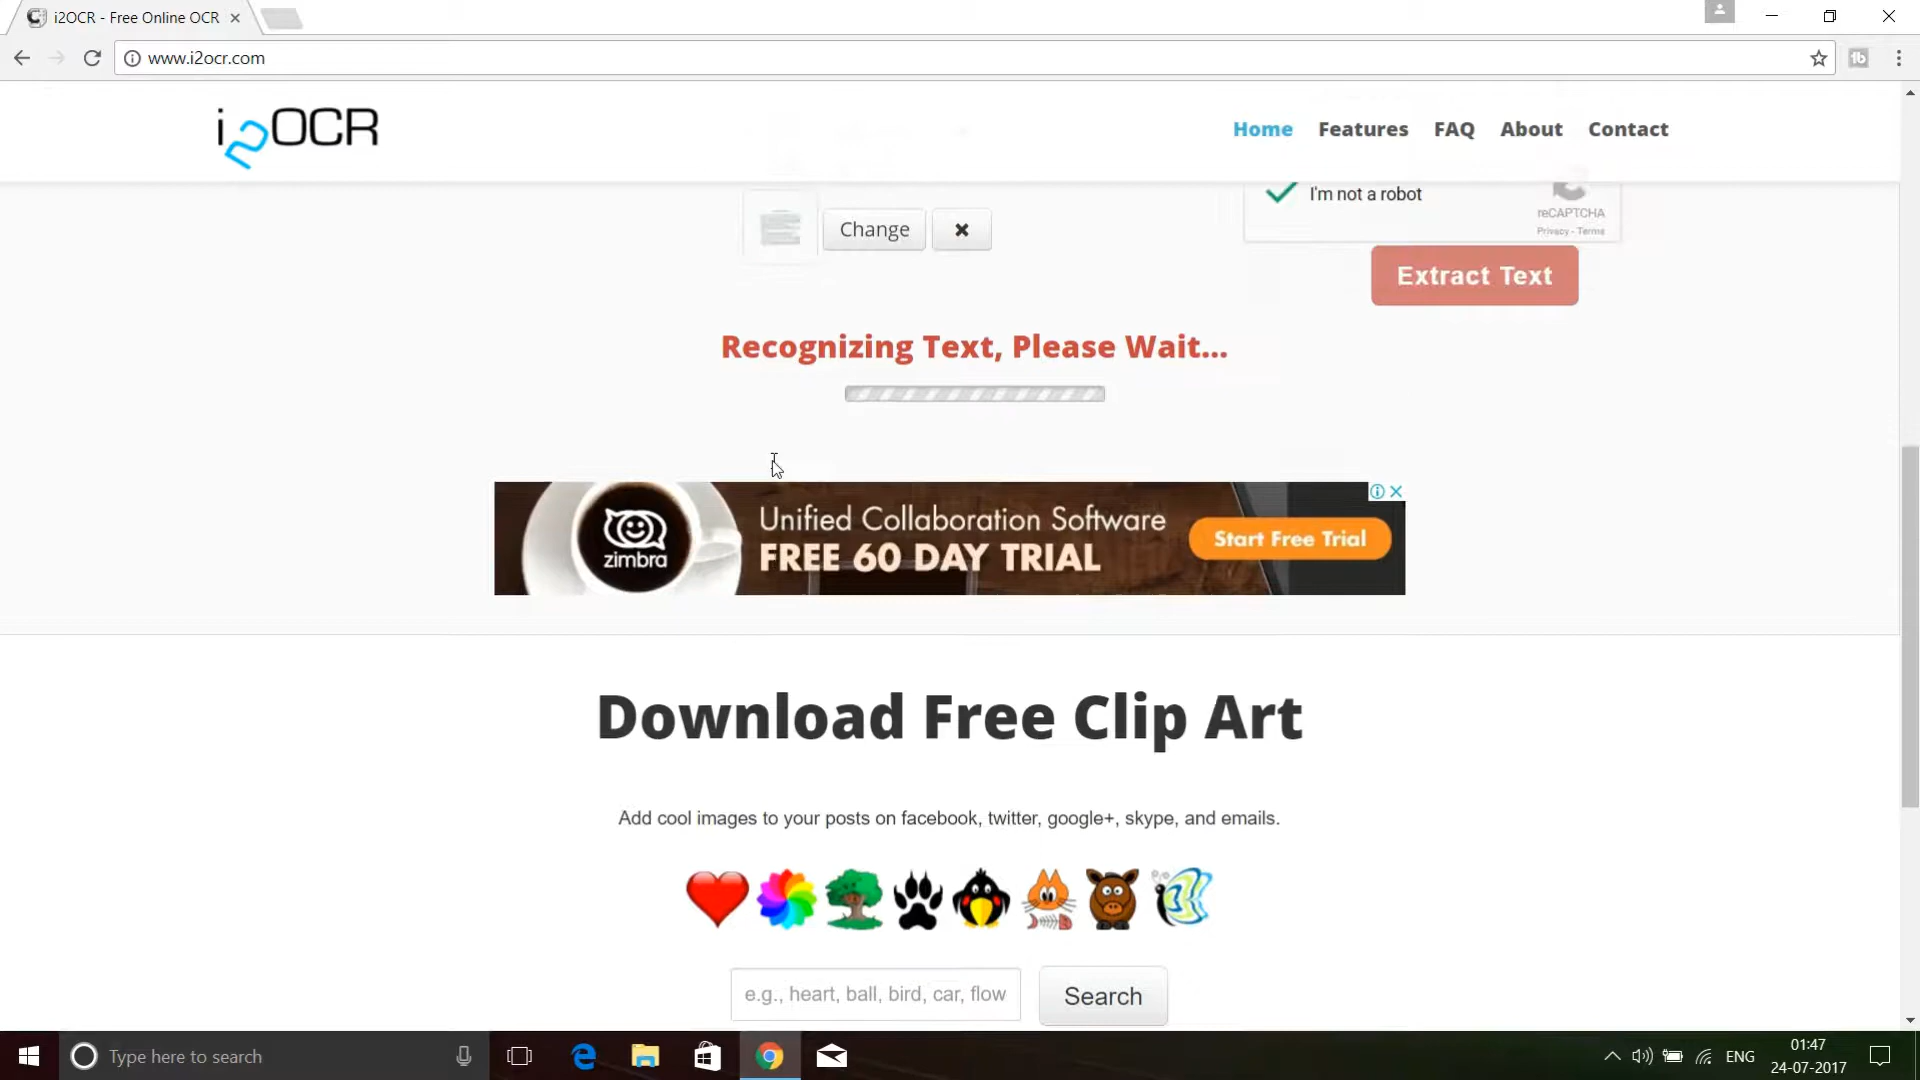 i2OCR - Free Online OCR
www.i2ocr.com
i2OCR
Home Features FAQ About Contact
I'm not a robot
reCAPTCHA
Privacy - Terms
Change
Extract Text
Recognizing Text, Please Wait...
zimbra
Unified Collaboration Software
FREE 60 DAY TRIAL
Start Free Trial
Download Free Clip Art
Add cool images to your posts on facebook, twitter, google+, skype, and emails.
e.g., heart, ball, bird, car, flow
Search
Type here to search
ENG
01:47
24-07-2017